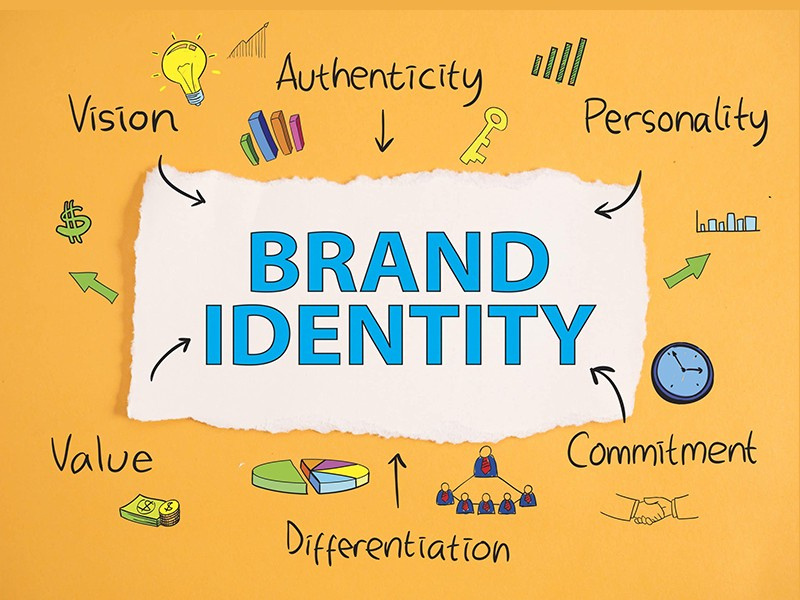 Authenticity
Vision
Personality
$
BRAND
IDENTITY
Value
Commitment
$ $
Differentiation